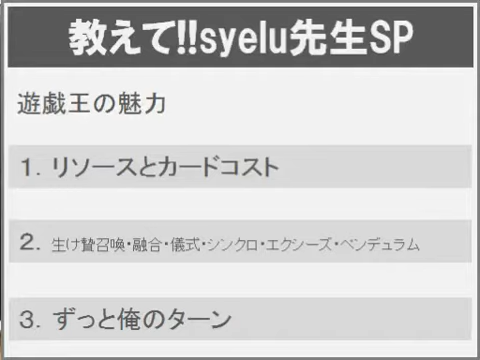 教えて!!syelu先生SP
遊戯王の魅力
1. リソースとカードコスト
2. 生け贄召喚・融合・儀式・シンクロ・エクシーズ・ペンデュラム
3. ずっと俺のターン